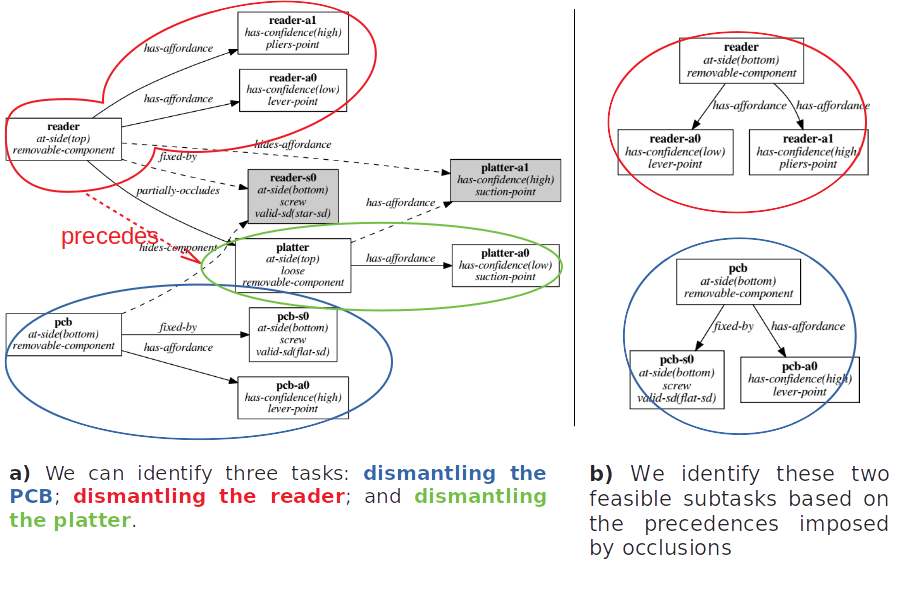 reader-a1
has-confidence(high)
pliers-point
has-affordance
reader-a0
has-confidence(low)
lever-point
has-affordance
reader
at-side(top)
removable-component
hides-affordance
fixed-by
platter-a1
has-confidence(high)
suction-point
reader-s0
at-side(bottom)
screw
valid-sd(star-sd)
partially-occludes
has-affordance
precedes
hides-component
platter
at-side(top)
loose
removable-component
has-affordance
platter-a0
has-confidence(low)
suction-point
pcb
at-side(bottom)
removable-component
fixed-by
has-affordance
pcb-s0
at-side(bottom)
screw
valid-sd(flat-sd)
pcb-a0
has-confidence(high)
lever-point
a) We can identify three tasks: dismantling the
PCB; dismantling the reader; and dismantling
the platter.
reader
at-side(bottom)
removable-component
has-affordance
has-affordance
reader-a0
has-confidence(low)
lever-point
reader-a1
has-confidence(high)
pliers-point
pcb
at-side(bottom)
removable-component
fixed-by
has-affordance
pcb-s0
at-side(bottom)
screw
valid-sd(flat-sd)
pcb-a0
has-confidence(high)
lever-point
b) We identify these two
feasible subtasks based on
the precedences imposed
by occlusions